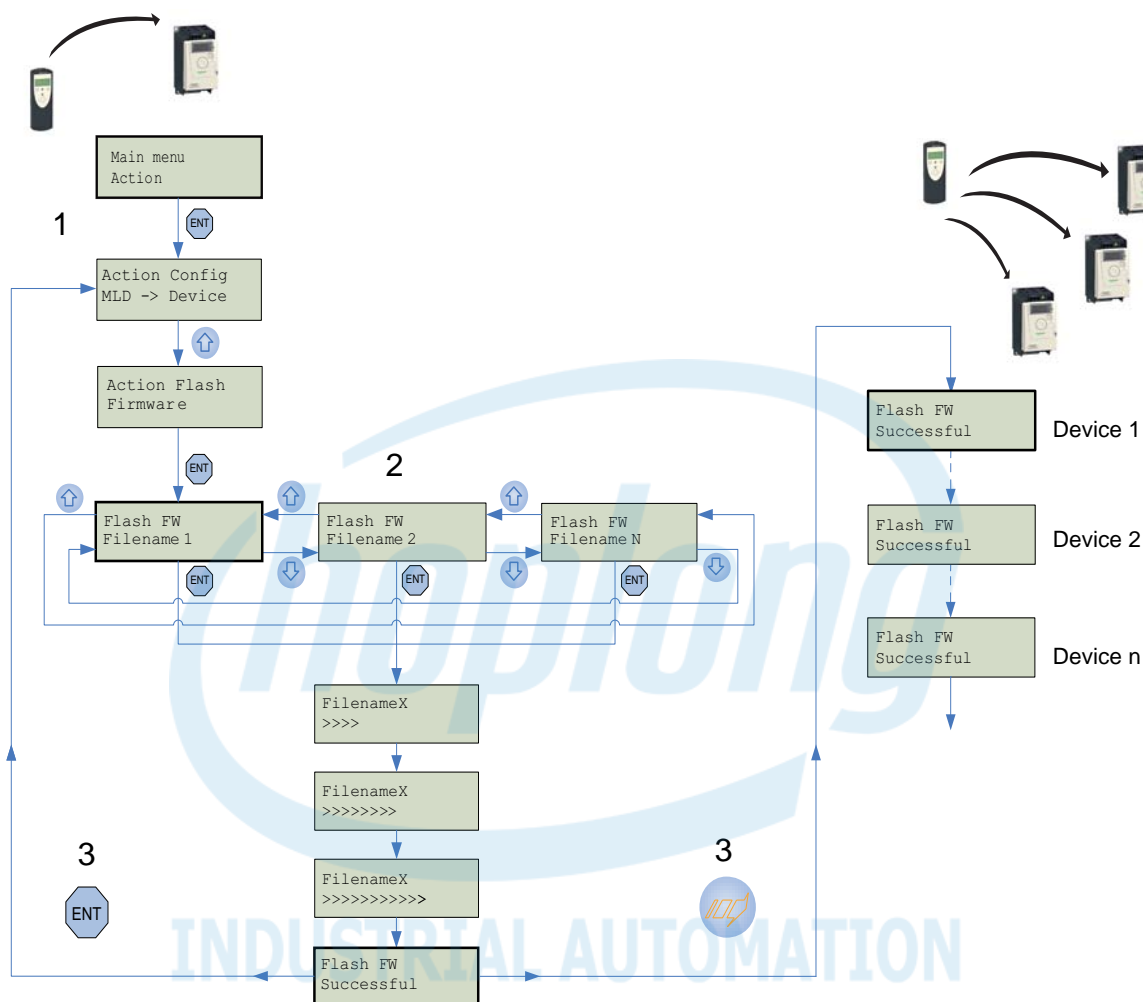 Main menu
Action
1
ENT
Action Config
MLD -> Device
Action Flash
Firmware
ENT
2
Flash FW
Filename 1
Flash FW
Filename 2
Flash FW
Filename N
ENT
ENT
ENT
FilenameX
>>>>
FilenameX
>>>>>>>>
FilenameX
>>>>>>>>>>>
3
ENT
3
Flash FW
Successful
Flash FW
Successful
Device 1
Flash FW
Successful
Device 2
Flash FW
Successful
Device n
hoplong
INDUSTRIAL AUTOMATION